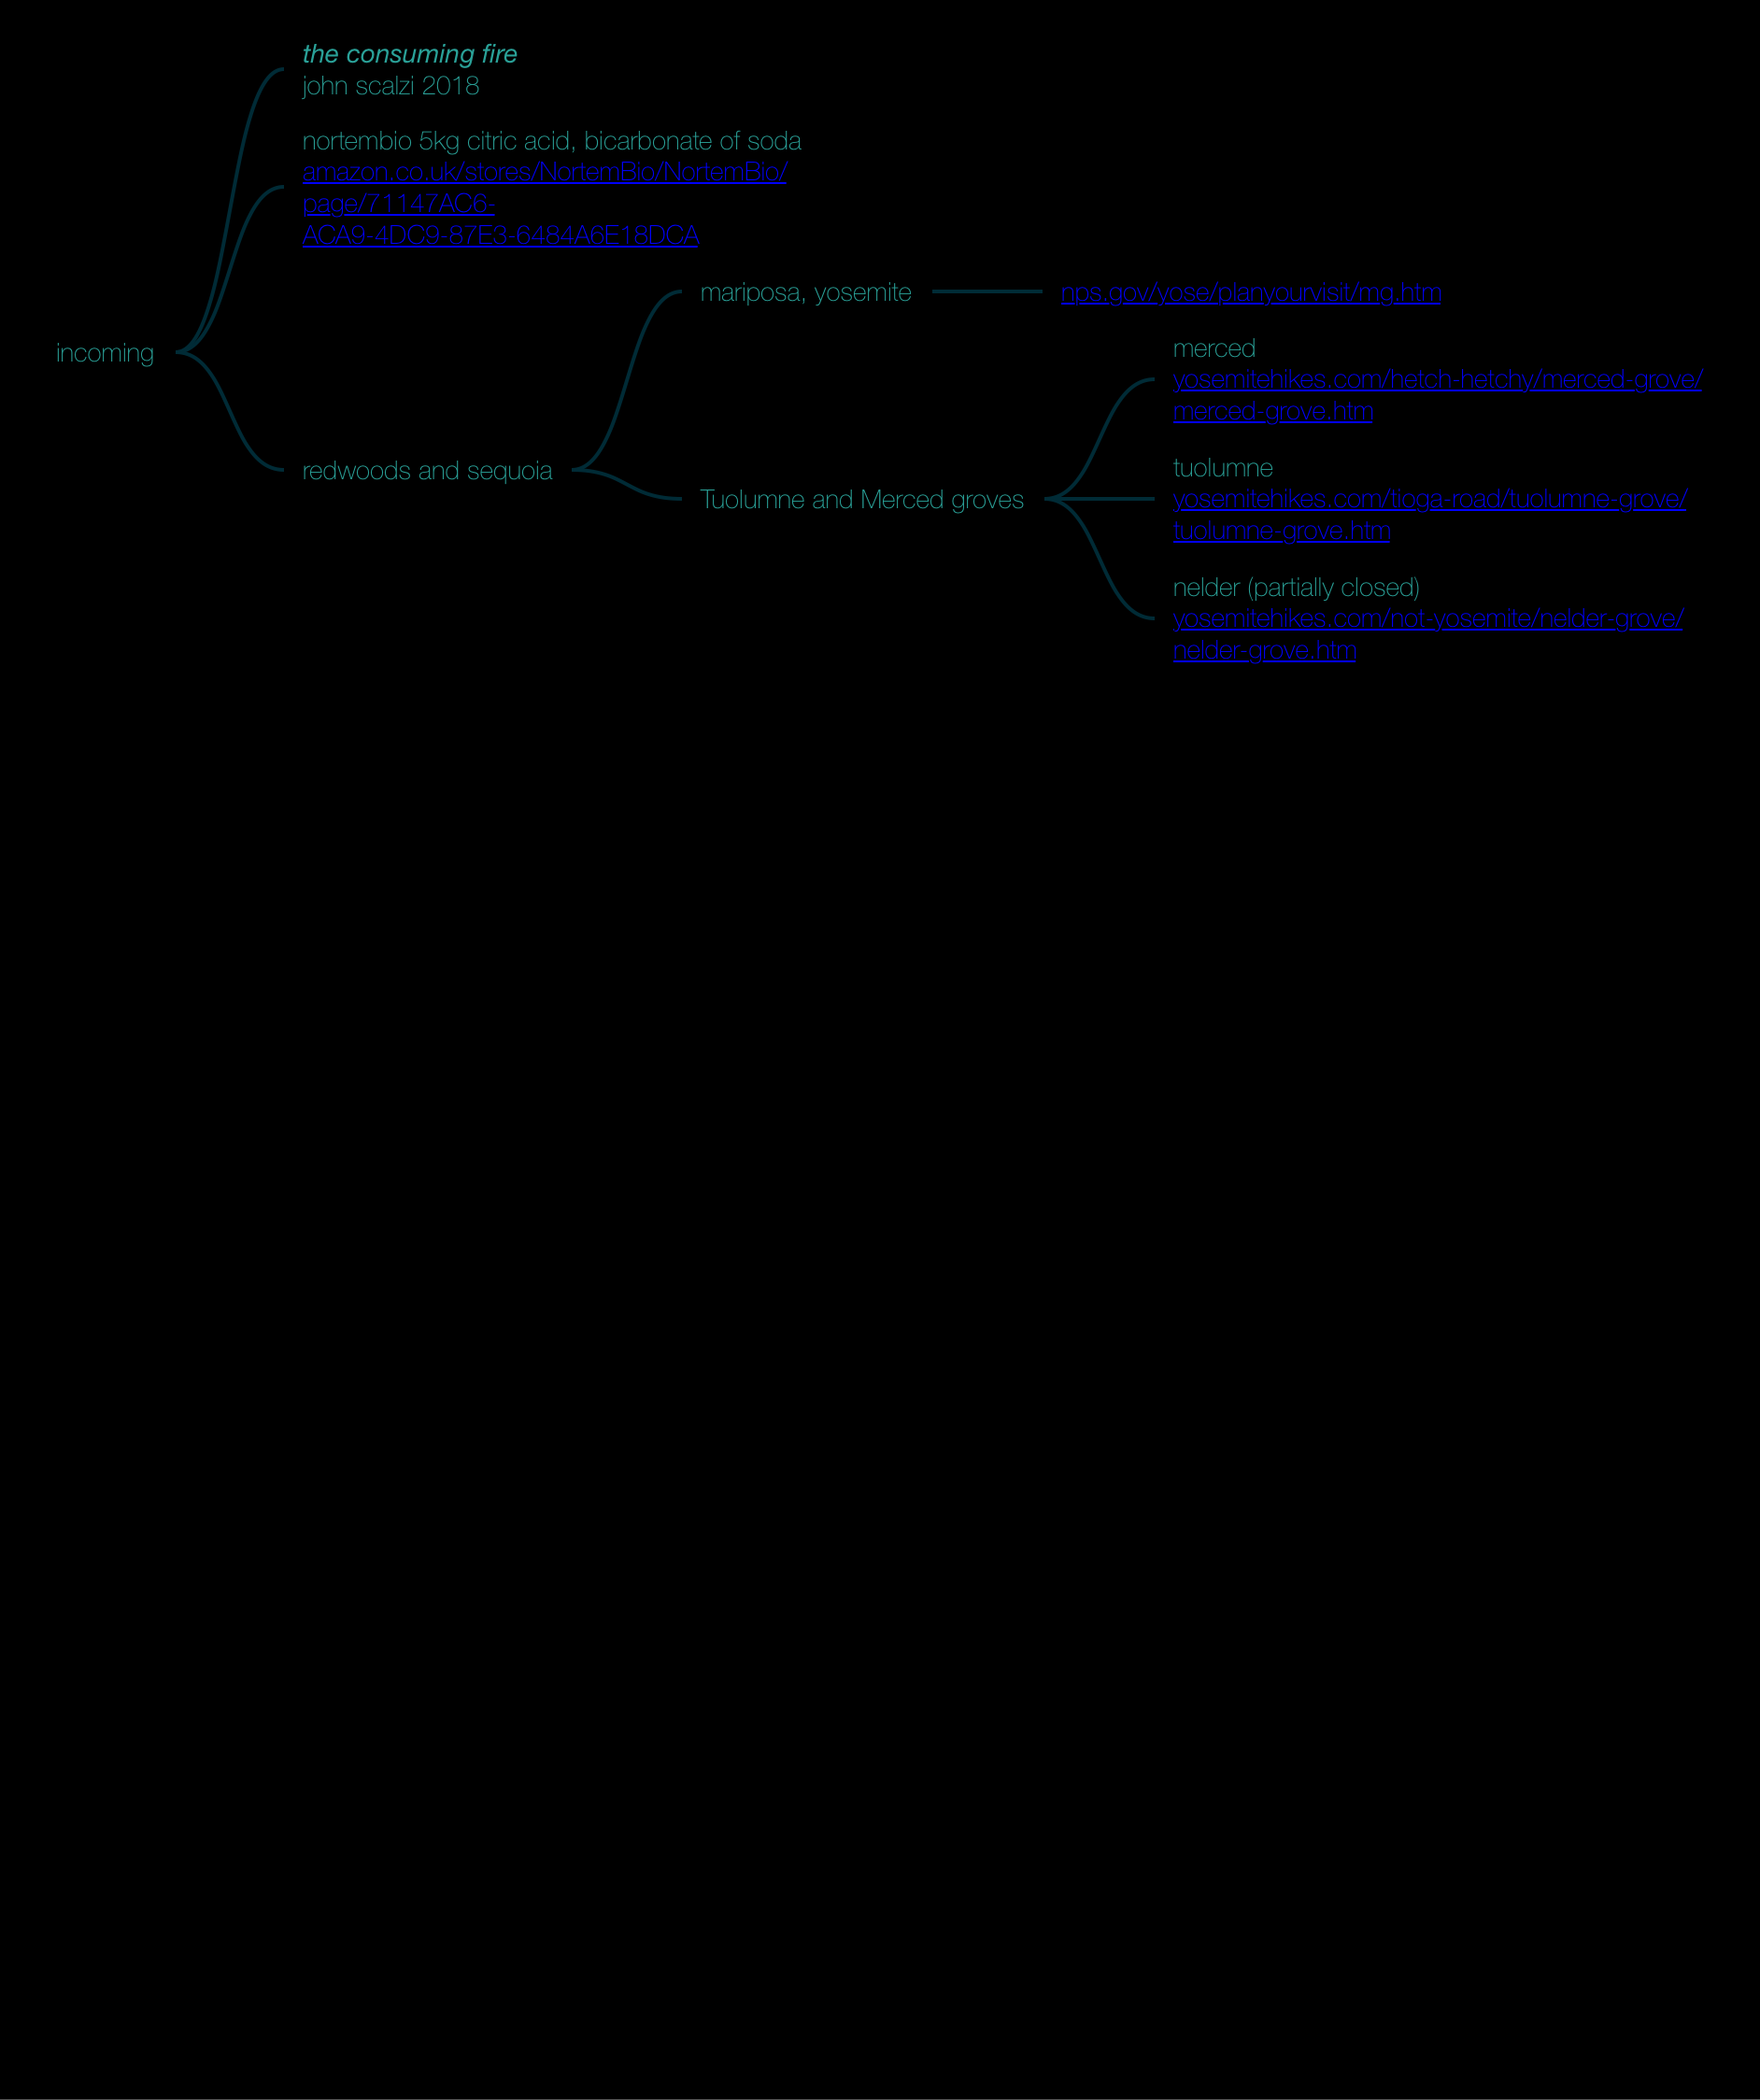 the consuming fire
john scalzi 2018
nortembio 5kg citric acid, bicarbonate of soda
amazon.co.uk/stores/NortemBio/NortemBio/
page/71147AC6-
ACA9-4DC9-87E3-6484A6E18DCA
incoming
redwoods and sequoia
mariposa, yosemite
nps.gov/yose/planyourvisit/mg.htm
Tuolumne and Merced groves
merced
yosemitehikes.com/hetch-hetchy/merced-grove/
merced-grove.htm
tuolumne
yosemitehikes.com/tioga-road/tuolumne-grove/
tuolumne-grove.htm
nelder (partially closed)
yosemitehikes.com/not-yosemite/nelder-grove/
nelder-grove.htm